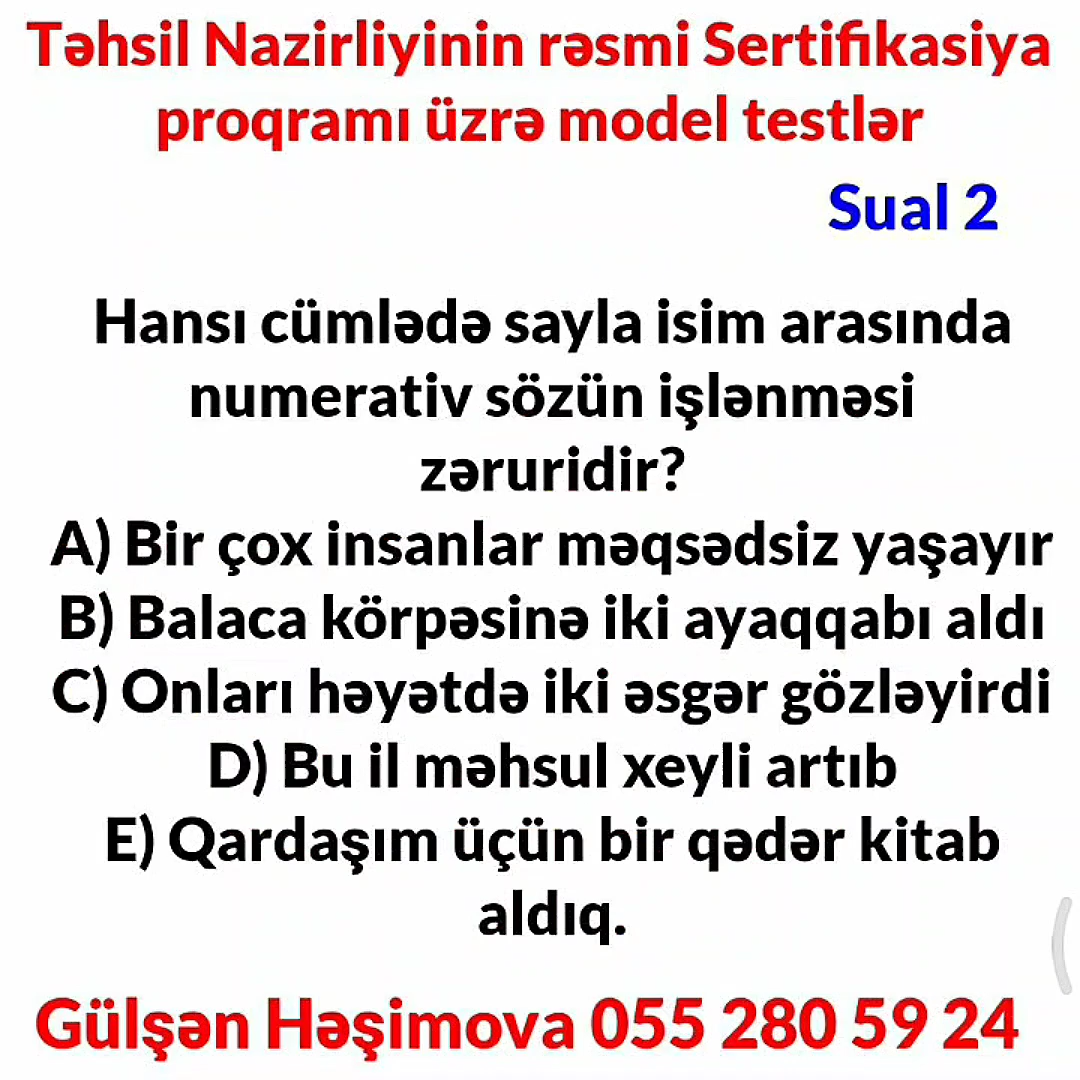 Təhsil Nazirliyinin rəsmi Sertifikasiya
proqramı üzrə model testlər
Sual 2
Hansı cümlədə sayla isim arasında
numerativ sözün işlənməsi
zəruridir?
A) Bir çox insanlar məqsədsiz yaşayır
B) Balaca körpəsinə iki ayaqqabı aldı
C) Onları həyətdə iki əsgər gözləyirdi
D) Bu il məhsul xeyli artıb
E) Qardaşım üçün bir qədər kitab
aldıq.
Gülşən Həşimova 055 280 59 24